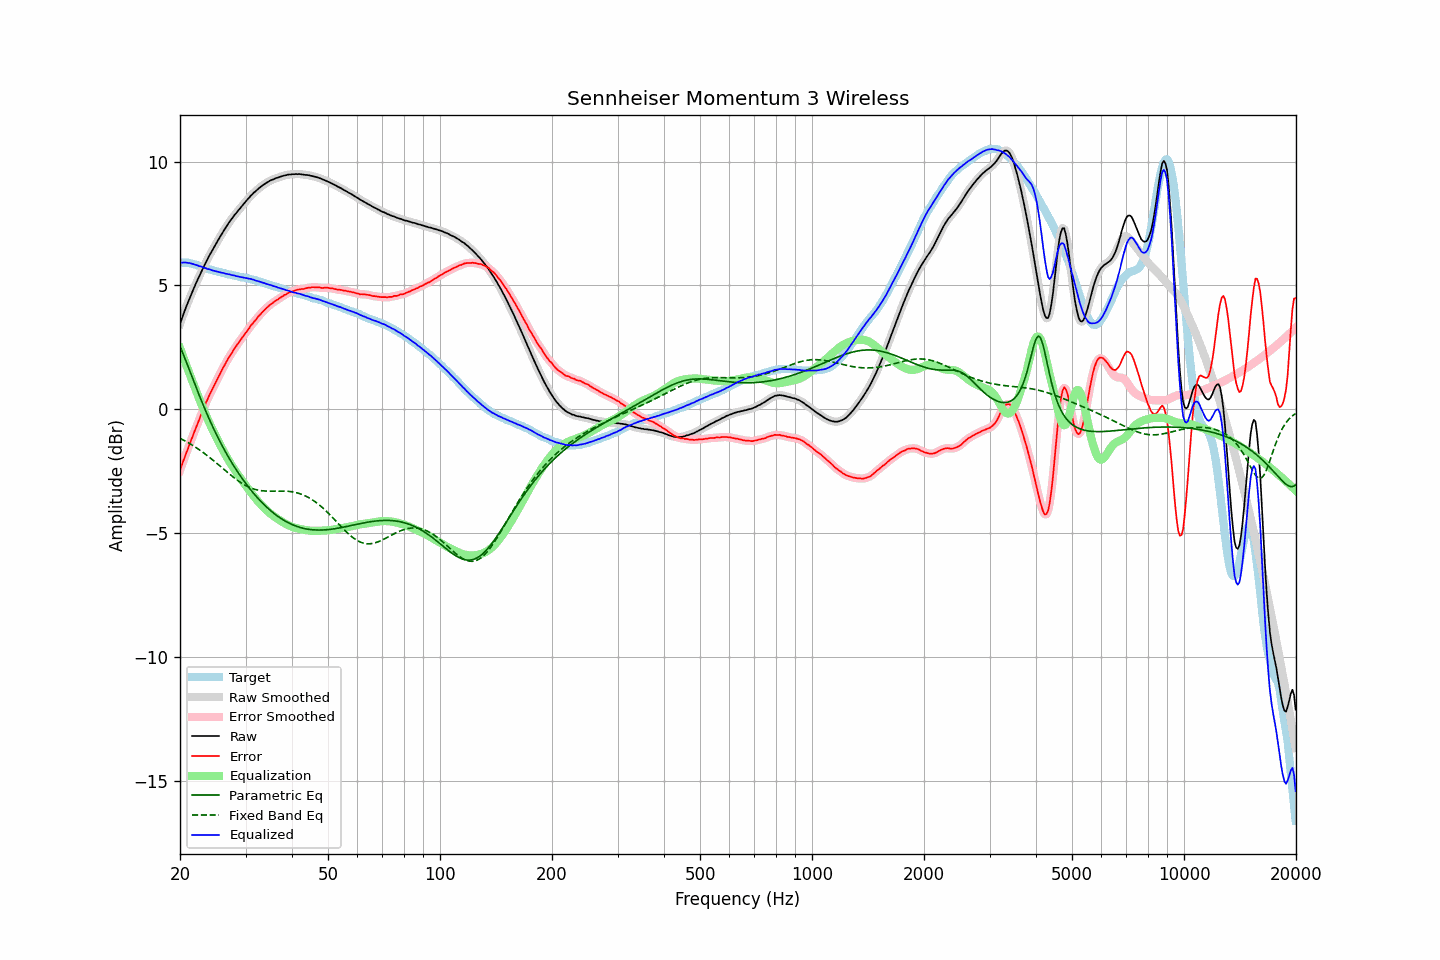 Sennheiser Momentum 3 Wireless
Amplitude (dBr)
10
5
0
−5
−10
−15
Target
Raw Smoothed
Error Smoothed
Raw
Error
Equalization
Parametric Eq
Fixed Band Eq
Equalized
20 50 100 200 500 1000 2000 5000 10000 20000
Frequency (Hz)